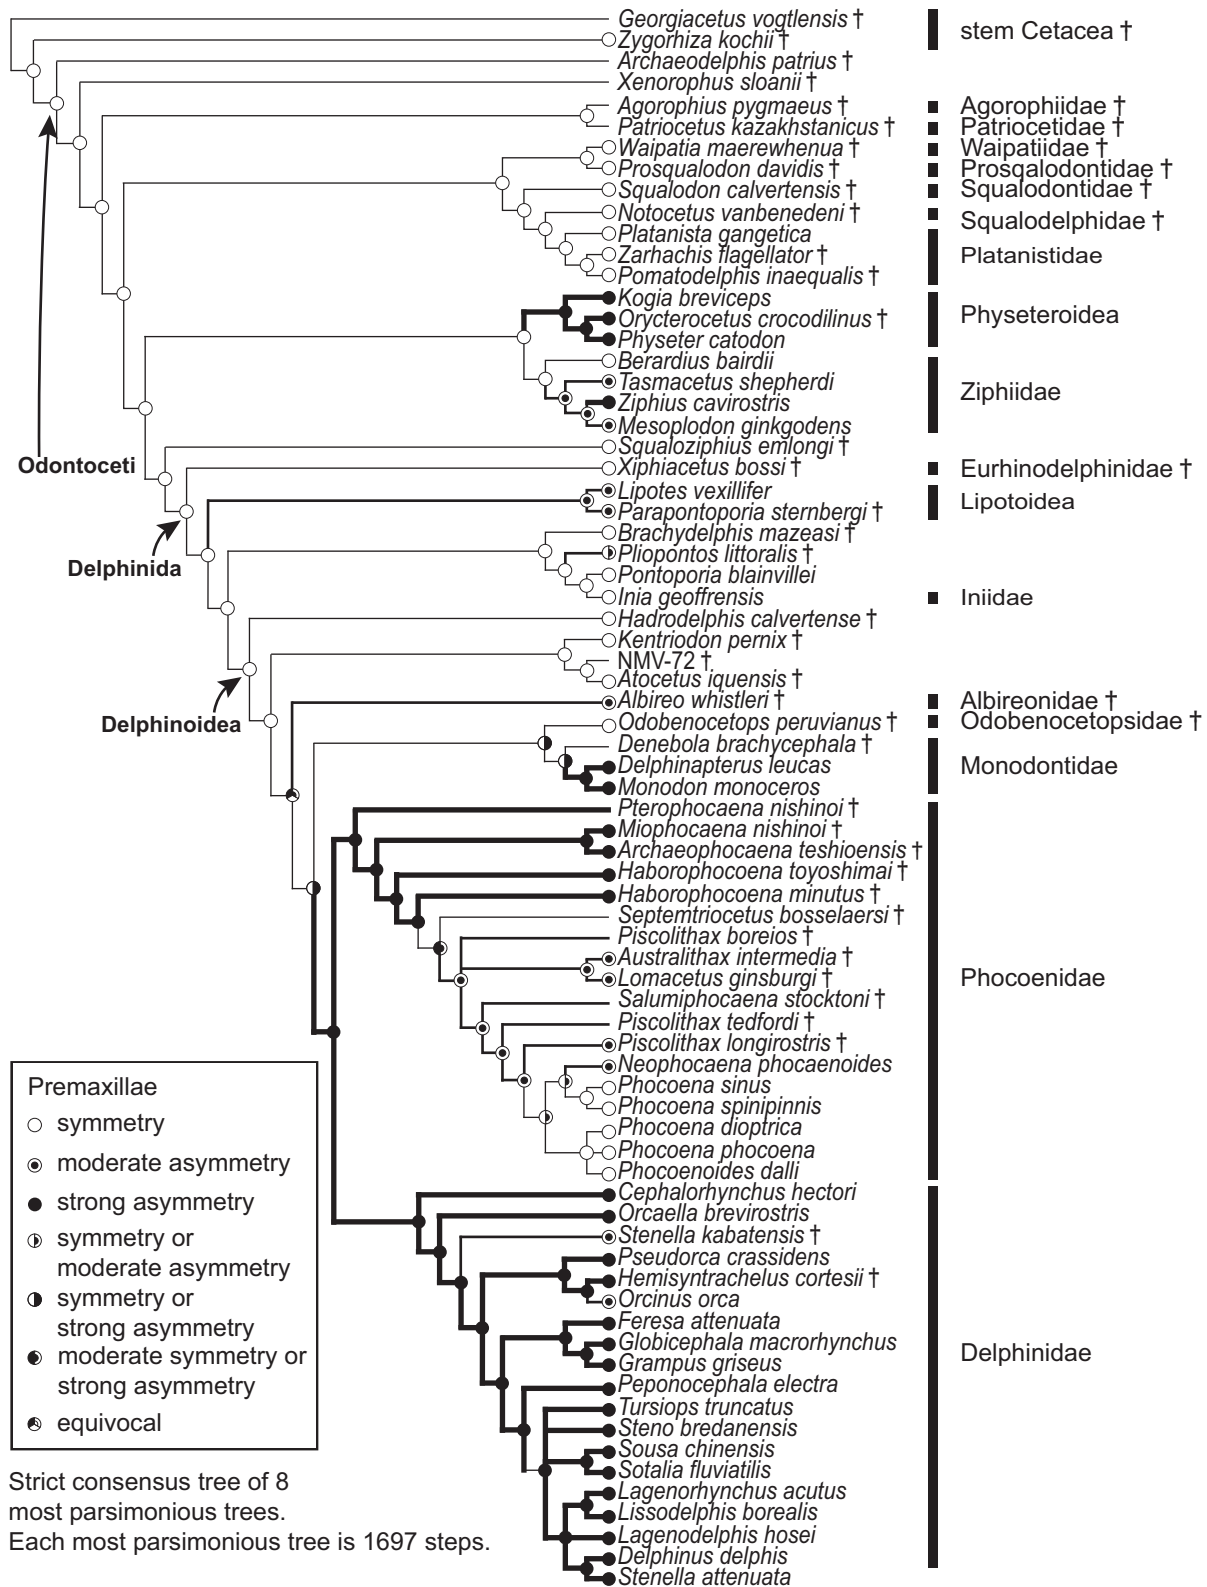 Georgiacetus vogtlensis †
Zygorhiza kochii †
Archaeodelphis patrius †
Xenorophus sloanii †
Agorophius pygmaeus †
Patriocetus kazakhstanicus †
Waipatia maerewhenua †
Prosqualodon davidis †
Squalodon calvertensis †
Notocetus vanbenedeni †
Platanista gangetica
Zarhachis flagellator †
Pomatodelphis inaequalis †
Kogia breviceps
Orycterocetus crocodilinus †
Physeter catodon
Berardius bairdii
Tasmacetus shepherdi
Ziphius cavirostris
Mesoplodon ginkgodens
Squaloziphius emlongi †
Xiphiacetus bossi †
Lipotes vexillifer
Parapontoporia sternbergi †
Brachydelphis mazeasi †
Pliopontos littoralis †
Pontoporia blainvillei
Inia geoffrensis
Hadrodelphis calvertense †
Kentriodon pernix †
NMV-72 †
Atocetus iquensis †
Albireo whistleri †
Odobenocetops peruvianus †
Denebola brachycephala †
Delphinapterus leucas
Monodon monoceros
Pterophocaena nishinoi †
Miophocaena nishinoi †
Archaeophocaena teshioensis †
Haborophocoena toyoshimai †
Haborophocoena minutus †
Septemtriocetus bosselaersi †
Piscolithax boreios †
Australithax intermedia †
Lomacetus ginsburgi †
Salumiphocaena stocktoni †
Piscolithax tedfordi †
Piscolithax longirostris †
Neophocaena phocaenoides
Phocoena sinus
Phocoena spinipinnis
Phocoena dioptrica
Phocoena phocoena
Phocoenoides dalli
Cephalorhynchus hectori
Orcaella brevirostris
Stenella kabatensis †
Pseudorca crassidens
Hemisyntrachelus cortesii †
Orcinus orca
Feresa attenuata
Globicephala macrorhynchus
Grampus griseus
Peponocephala electra
Tursiops truncatus
Steno bredanensis
Sousa chinensis
Sotalia fluviatilis
Lagenorhynchus acutus
Lissodelphis borealis
Lagenodelphis hosei
Delphinus delphis
Stenella attenuata
stem Cetacea †
Agorophiidae †
Patriocetidae †
Waipatiidae †
Prosqalodontidae †
Squalodontidae †
Squalodelphidae †
Platanistidae
Physeteroidea
Ziphiidae
Eurhinodelphinidae †
Lipotoidea
Iniidae
Albireonidae †
Odobenocetopsidae †
Monodontidae
Phocoenidae
Delphinidae
Odontoceti
Delphinida
Delphinoidea
Premaxillae
symmetry
moderate asymmetry
strong asymmetry
symmetry or
moderate asymmetry
symmetry or
strong asymmetry
moderate symmetry or
strong asymmetry
equivocal
Strict consensus tree of 8
most parsimonious trees.
Each most parsimonious tree is 1697 steps.